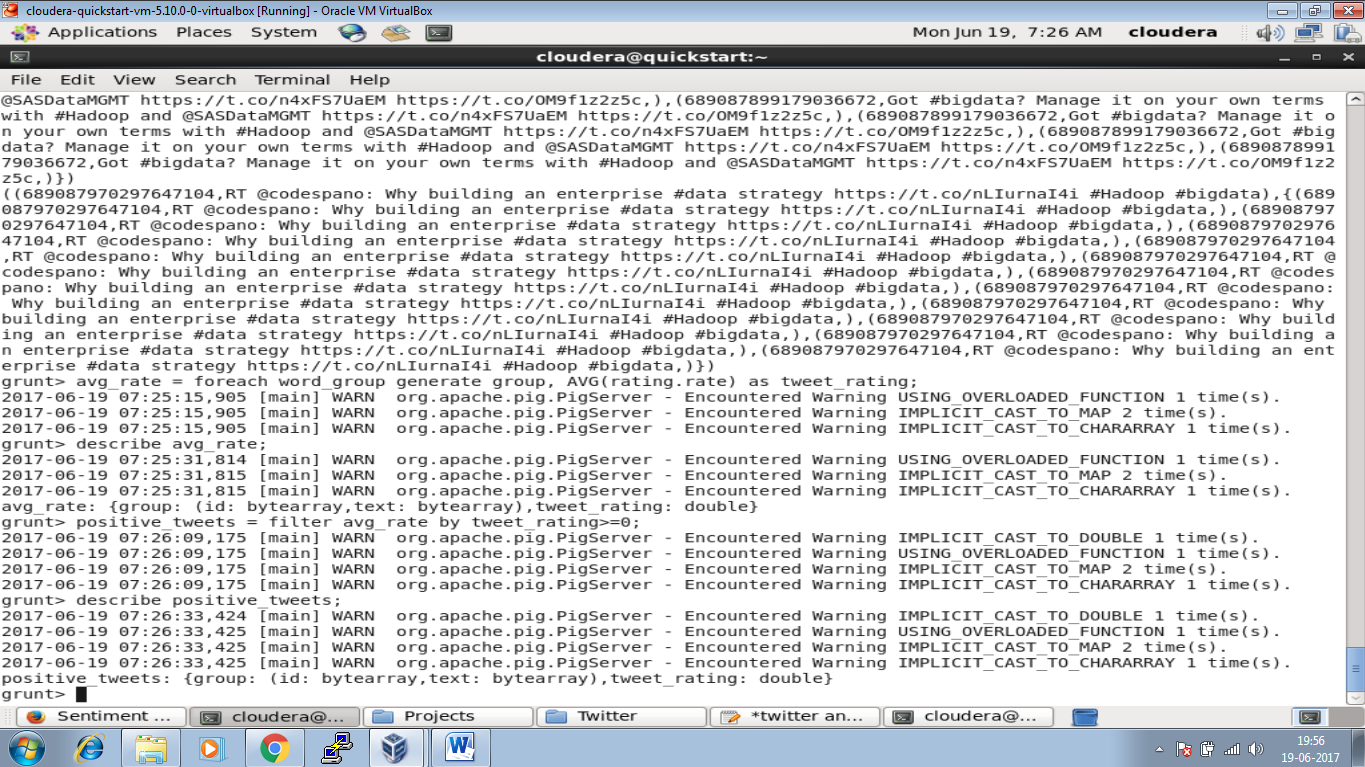 cloudera-quickstart-vm-5.10.0-0-virtualbox [Running] - Oracle VM VirtualBox
Applications Places System Mon Jun 19, 7:26 AM cloudera
cloudera@quickstart:~
File Edit View Search Terminal Help
@SASDataMGMT https://t.co/n4xFS7UaEM https://t.co/OM9f1z2z5c,),(689087899179036672,Got #bigdata? Manage it on your own terms
with #Hadoop and @SASDataMGMT https://t.co/n4xFS7UaEM https://t.co/OM9f1z2z5c,),(689087899179036672,Got #bigdata? Manage it o
n your own terms with #Hadoop and @SASDataMGMT https://t.co/n4xFS7UaEM https://t.co/OM9f1z2z5c,),(689087899179036672,Got #big
data? Manage it on your own terms with #Hadoop and @SASDataMGMT https://t.co/n4xFS7UaEM https://t.co/OM9f1z2z5c,),(6890878991
79036672,Got #bigdata? Manage it on your own terms with #Hadoop and @SASDataMGMT https://t.co/n4xFS7UaEM https://t.co/OM9f1z2
z5c,)})
((689087970297647104,RT @codespano: Why building an enterprise #data strategy https://t.co/nLIurnaI4i #Hadoop #bigdata),{(689
087970297647104,RT @codespano: Why building an enterprise #data strategy https://t.co/nLIurnaI4i #Hadoop #bigdata,),(68908797
0297647104,RT @codespano: Why building an enterprise #data strategy https://t.co/nLIurnaI4i #Hadoop #bigdata,),(6890879702976
47104,RT @codespano: Why building an enterprise #data strategy https://t.co/nLIurnaI4i #Hadoop #bigdata,),(689087970297647104
,RT @codespano: Why building an enterprise #data strategy https://t.co/nLIurnaI4i #Hadoop #bigdata,),(689087970297647104,RT @
codespano: Why building an enterprise #data strategy https://t.co/nLIurnaI4i #Hadoop #bigdata,),(689087970297647104,RT @codes
pano: Why building an enterprise #data strategy https://t.co/nLIurnaI4i #Hadoop #bigdata,),(689087970297647104,RT @codespano:
Why building an enterprise #data strategy https://t.co/nLIurnaI4i #Hadoop #bigdata,),(689087970297647104,RT @codespano: Why
building an enterprise #data strategy https://t.co/nLIurnaI4i #Hadoop #bigdata,),(689087970297647104,RT @codespano: Why build
ing an enterprise #data strategy https://t.co/nLIurnaI4i #Hadoop #bigdata,),(689087970297647104,RT @codespano: Why building a
n enterprise #data strategy https://t.co/nLIurnaI4i #Hadoop #bigdata,),(689087970297647104,RT @codespano: Why building an ent
erprise #data strategy https://t.co/nLIurnaI4i #Hadoop #bigdata,)})
grunt> avg_rate = foreach word_group generate group, AVG(rating.rate) as tweet_rating;
2017-06-19 07:25:15,905 [main] WARN  org.apache.pig.PigServer - Encountered Warning USING_OVERLOADED_FUNCTION 1 time(s).
2017-06-19 07:25:15,905 [main] WARN  org.apache.pig.PigServer - Encountered Warning IMPLICIT_CAST_TO_MAP 2 time(s).
2017-06-19 07:25:15,905 [main] WARN  org.apache.pig.PigServer - Encountered Warning IMPLICIT_CAST_TO_CHARARRAY 1 time(s).
grunt> describe avg_rate;
2017-06-19 07:25:31,814 [main] WARN  org.apache.pig.PigServer - Encountered Warning USING_OVERLOADED_FUNCTION 1 time(s).
2017-06-19 07:25:31,815 [main] WARN  org.apache.pig.PigServer - Encountered Warning IMPLICIT_CAST_TO_MAP 2 time(s).
2017-06-19 07:25:31,815 [main] WARN  org.apache.pig.PigServer - Encountered Warning IMPLICIT_CAST_TO_CHARARRAY 1 time(s).
avg_rate: {group: (id: bytearray,text: bytearray),tweet_rating: double}
grunt> positive_tweets = filter avg_rate by tweet_rating>=0;
2017-06-19 07:26:09,175 [main] WARN  org.apache.pig.PigServer - Encountered Warning IMPLICIT_CAST_TO_DOUBLE 1 time(s).
2017-06-19 07:26:09,175 [main] WARN  org.apache.pig.PigServer - Encountered Warning USING_OVERLOADED_FUNCTION 1 time(s).
2017-06-19 07:26:09,175 [main] WARN  org.apache.pig.PigServer - Encountered Warning IMPLICIT_CAST_TO_MAP 2 time(s).
2017-06-19 07:26:09,175 [main] WARN  org.apache.pig.PigServer - Encountered Warning IMPLICIT_CAST_TO_CHARARRAY 1 time(s).
grunt> describe positive_tweets;
2017-06-19 07:26:33,424 [main] WARN  org.apache.pig.PigServer - Encountered Warning IMPLICIT_CAST_TO_DOUBLE 1 time(s).
2017-06-19 07:26:33,425 [main] WARN  org.apache.pig.PigServer - Encountered Warning USING_OVERLOADED_FUNCTION 1 time(s).
2017-06-19 07:26:33,425 [main] WARN  org.apache.pig.PigServer - Encountered Warning IMPLICIT_CAST_TO_MAP 2 time(s).
2017-06-19 07:26:33,425 [main] WARN  org.apache.pig.PigServer - Encountered Warning IMPLICIT_CAST_TO_CHARARRAY 1 time(s).
positive_tweets: {group: (id: bytearray,text: bytearray),tweet_rating: double}
grunt>
Sentiment ... cloudera@... Projects Twitter *twitter an... cloudera@...
19:56
19-06-2017